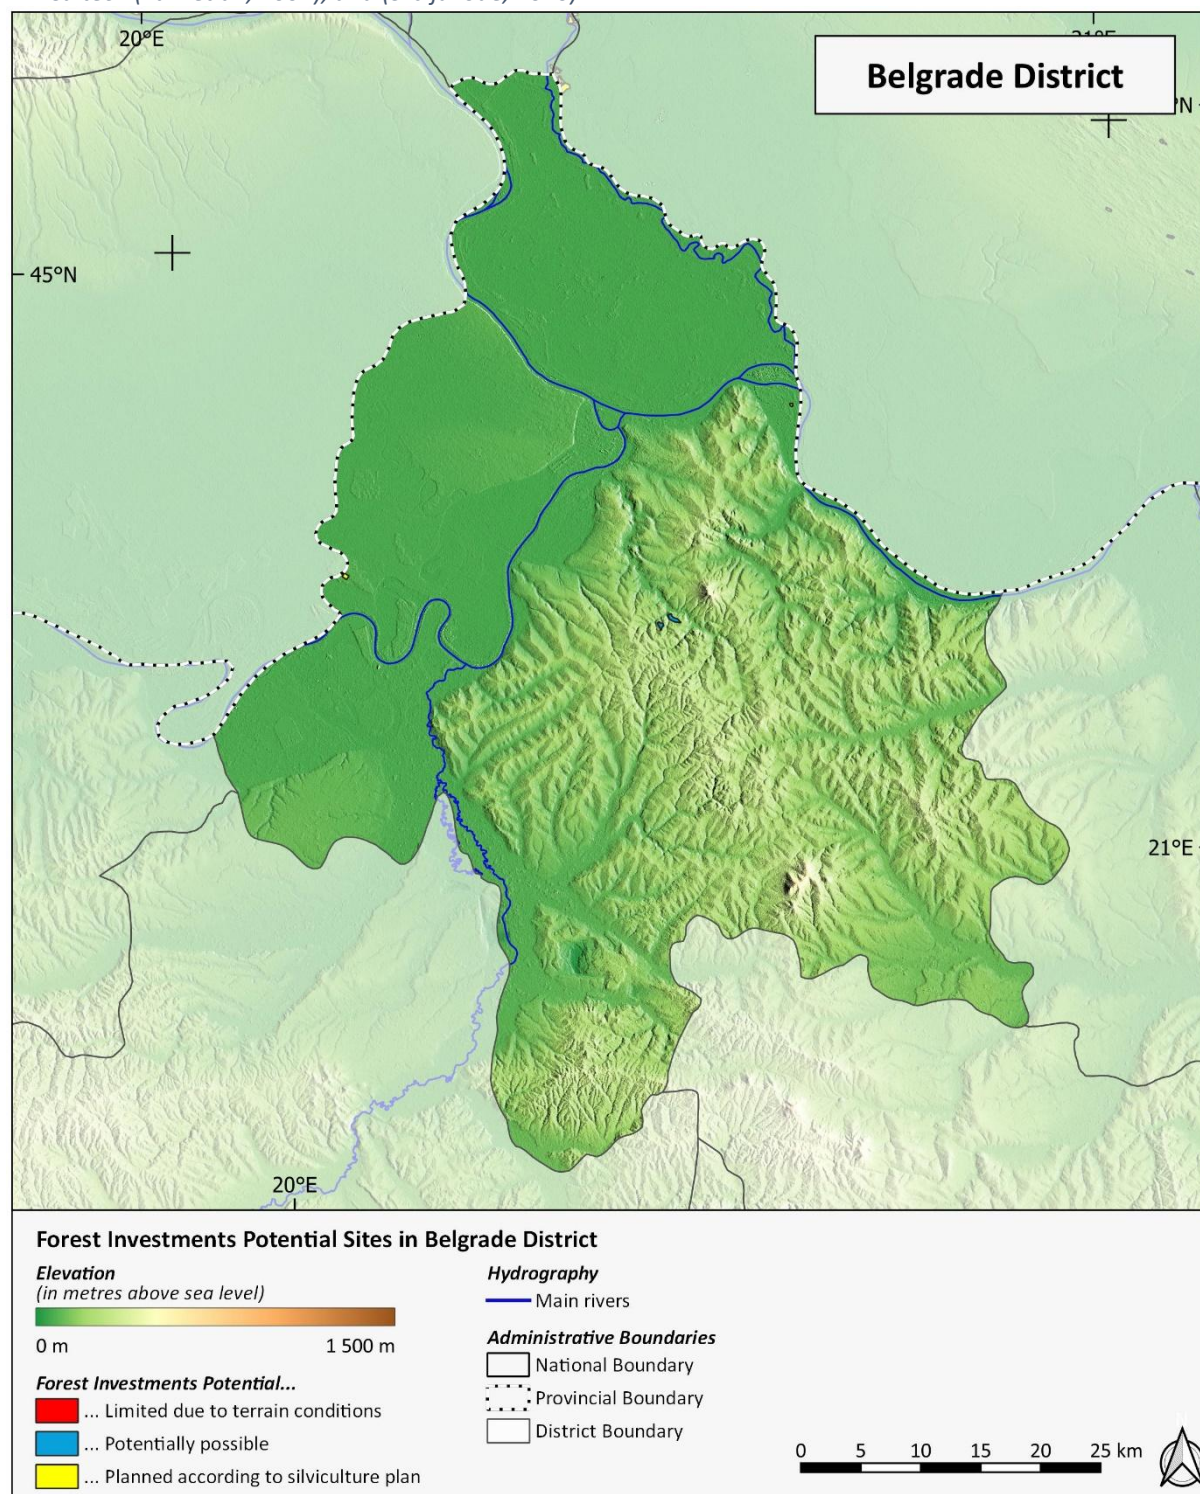 20°E
Belgrade District
45°N
21°E
20°E
Forest Investments Potential Sites in Belgrade District
Elevation
(in metres above sea level)
0 m 1 500 m
Forest Investments Potential...
... Limited due to terrain conditions
... Potentially possible
... Planned according to silviculture plan
Hydrography
Main rivers
Administrative Boundaries
National Boundary
Provincial Boundary
District Boundary
0 5 10 15 20 25 km